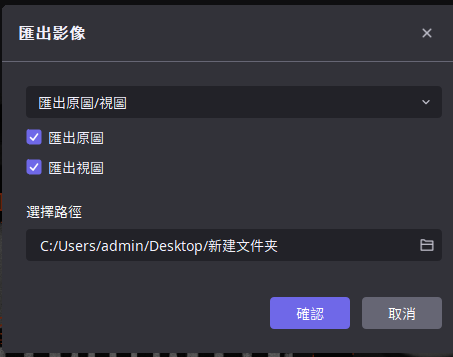 匯出影像
匯出原圖/視圖
匯出原圖
匯出視圖
選擇路徑
C:/Users/admin/Desktop/新建文件夹
確認
取消